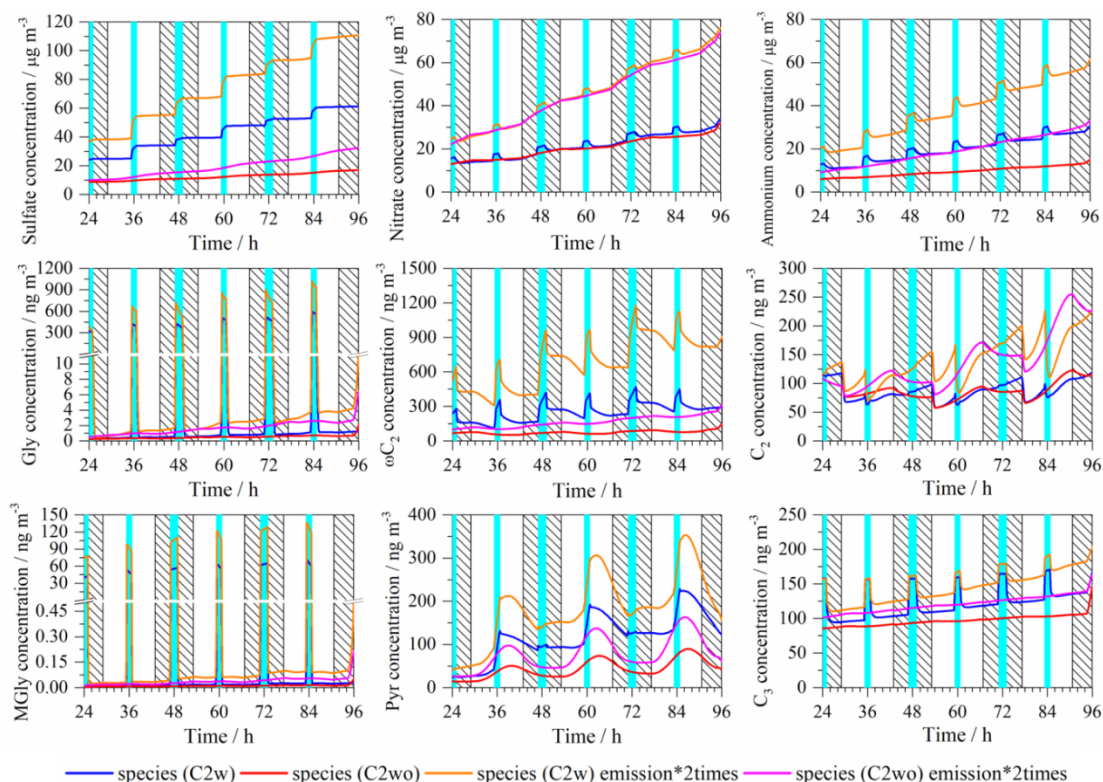 Sulfate concentration / μg m⁻³
120
100
80
60
40
20
0
24 36 48 60 72 84 96
Time / h
Nitrate concentration / μg m⁻³
80
60
40
20
0
24 36 48 60 72 84 96
Time / h
Ammonium concentration / μg m⁻³
80
60
40
20
0
24 36 48 60 72 84 96
Time / h
Gly concentration / ng m⁻³
1200
900
600
300
10
8
6
4
2
0
24 36 48 60 72 84 96
Time / h
ωC₂ concentration / ng m⁻³
1500
1200
900
600
300
0
24 36 48 60 72 84 96
Time / h
C₂ concentration / ng m⁻³
300
250
200
150
100
50
0
24 36 48 60 72 84 96
Time / h
MGly concentration / ng m⁻³
150
120
90
60
30
0.45
0.30
0.15
0.00
24 36 48 60 72 84 96
Time / h
Pyr concentration / ng m⁻³
400
300
200
100
0
24 36 48 60 72 84 96
Time / h
C₃ concentration / ng m⁻³
250
200
150
100
50
0
24 36 48 60 72 84 96
Time / h
species (C2w) species (C2wo) species (C2w) emission*2times species (C2wo) emission*2times